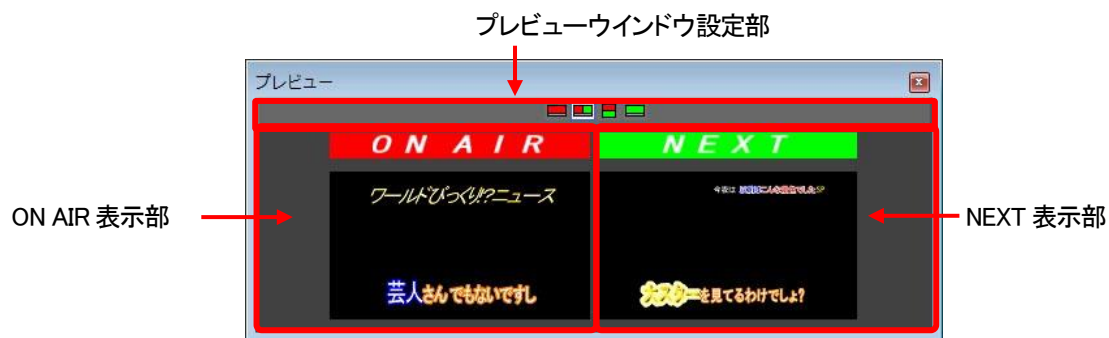 プレビューウインドウ設定部
プレビュー
ON AIR
NEXT
ワールドびっくり!?ニュース
今夜は
ON AIR 表示部
NEXT 表示部
芸人さんでもないですし
を見てるわけでしょ?